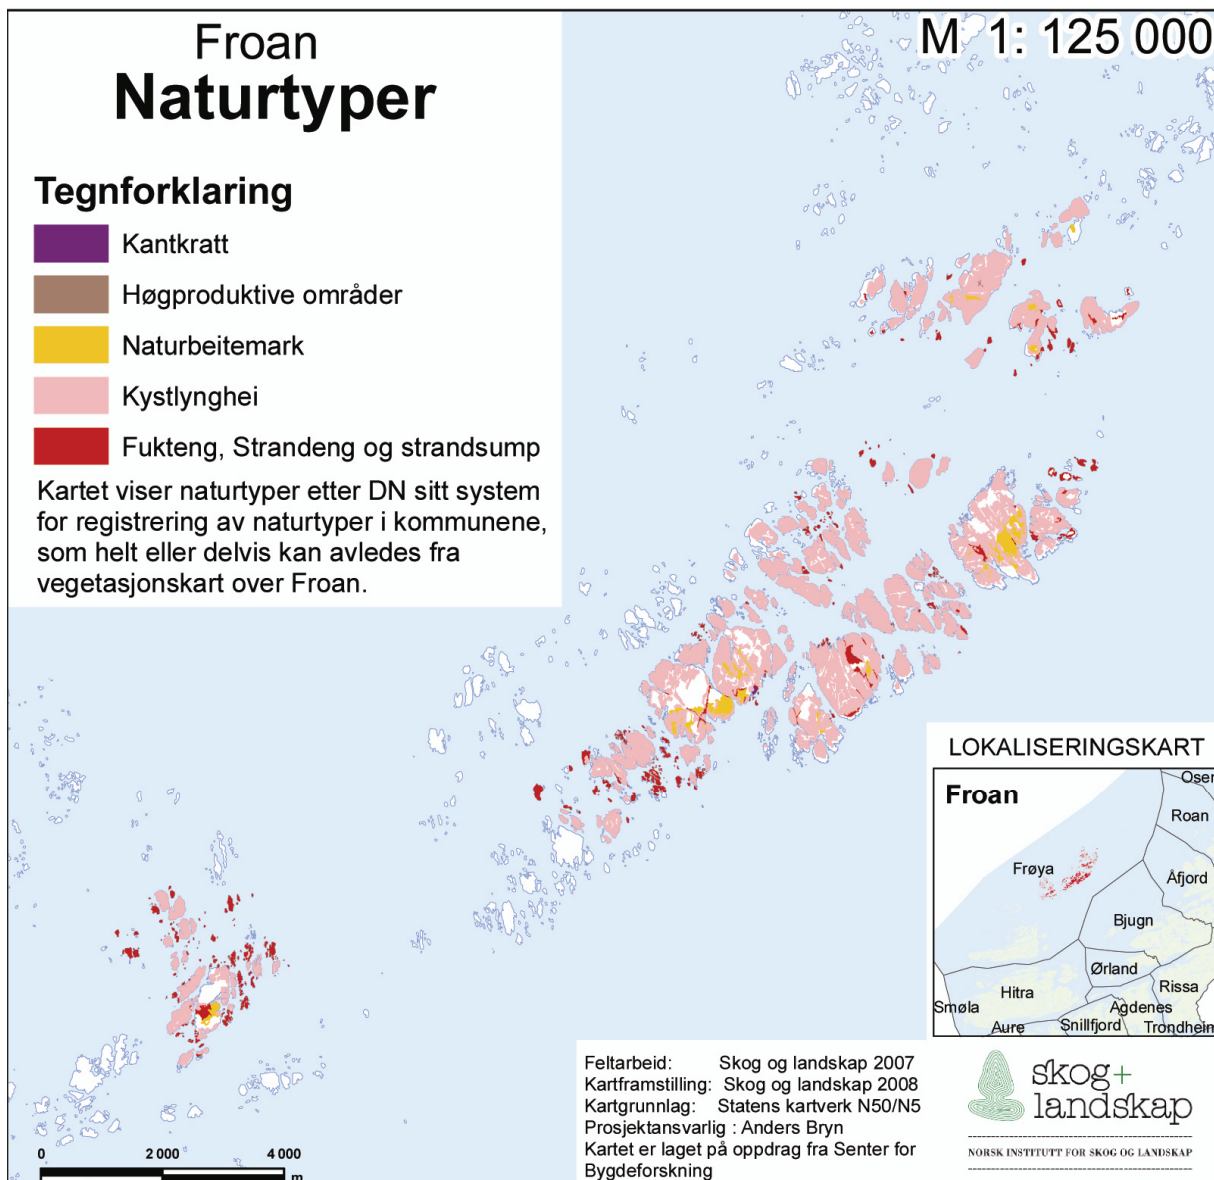 Froan
Naturtyper
M 1: 125 000
Tegnforklaring
Kantkratt
Høgproduktive områder
Naturbeitemark
Kystlynghei
Fukteng, Strandeng og strandsump
Kartet viser naturtyper etter DN sitt system
for registrering av naturtyper i kommunene,
som helt eller delvis kan avledes fra
vegetasjonskart over Froan.
LOKALISERINGSKART
Froan
Osen
Roan
Frøya
Åfjord
Bjugn
Ørland
Rissa
Hitra
Smøla
Agdenes
Aure
Snillfjord
Trondheim
Feltarbeid: Skog og landskap 2007
Kartframstilling: Skog og landskap 2008
Kartgrunnlag: Statens kartverk N50/N5
Prosjektansvarlig : Anders Bryn
Kartet er laget på oppdrag fra Senter for
Bygdeforskning
skog+
landskap
NORSK INSTITUTT FOR SKOG OG LANDSKAP
0 2 000 4 000
m